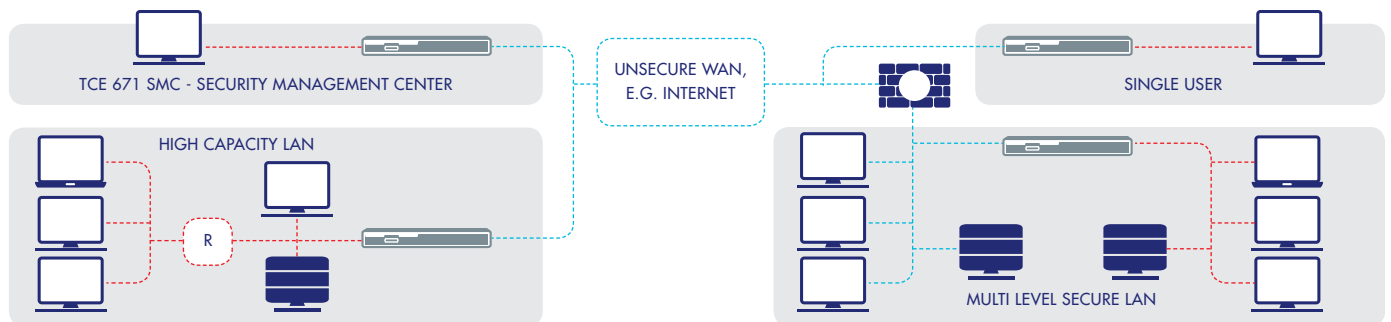 TCE 671 SMC - SECURITY MANAGEMENT CENTER
UNSECURE WAN,
E.G. INTERNET
SINGLE USER
HIGH CAPACITY LAN
R
MULTI LEVEL SECURE LAN